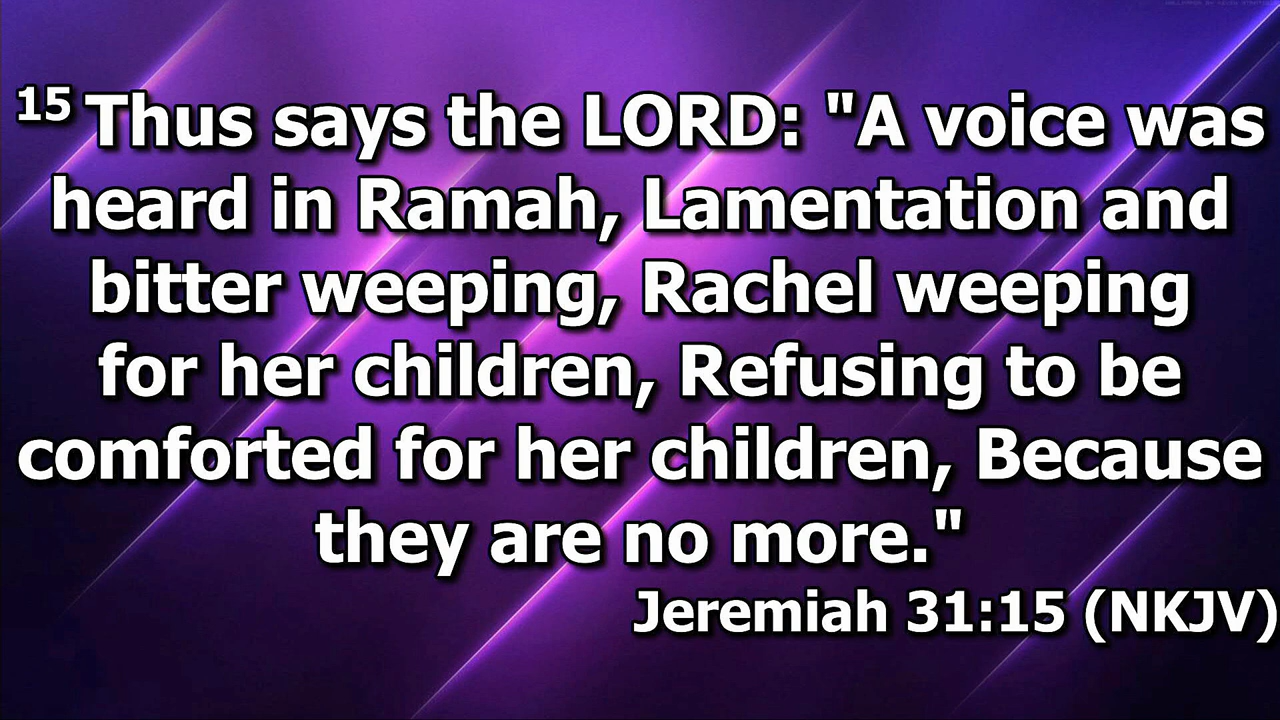 15 Thus says the LORD: "A voice was
heard in Ramah, Lamentation and
bitter weeping, Rachel weeping
for her children, Refusing to be
comforted for her children, Because
they are no more."
Jeremiah 31:15 (NKJV)